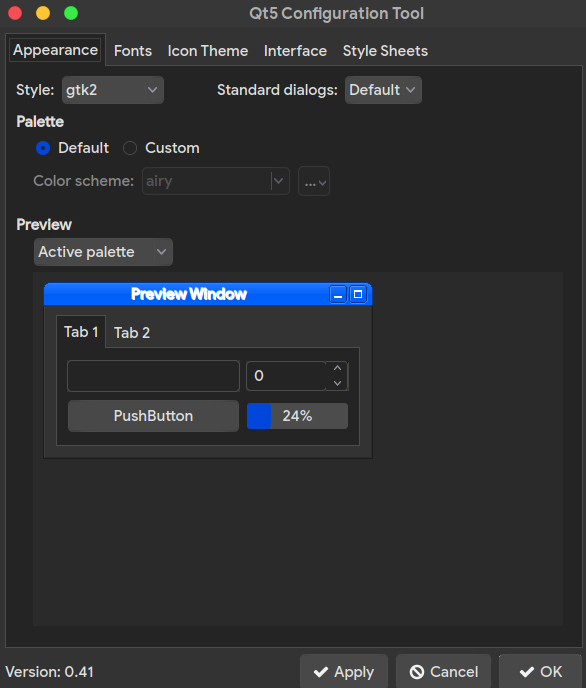 Qt5 Configuration Tool
Appearance Fonts Icon Theme Interface Style Sheets
Style: gtk2 Standard dialogs: Default
Palette
Default Custom
Color scheme: airy ...
Preview
Active palette
Preview Window
Tab 1 Tab 2
0
PushButton 24%
Version: 0.41 Apply Cancel OK